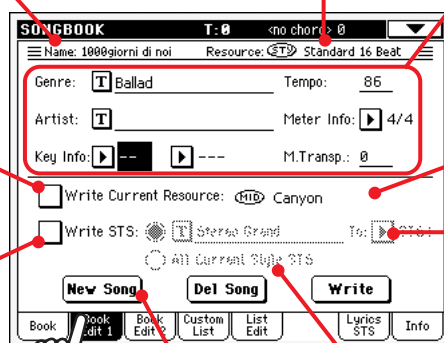 SONGBOOK T:0 <no chord> 0
Name: 1000giorni di noi Resource: STY Standard 16 Beat
Genre: T Ballad Tempo: 86
Artist: T Meter Info: 4/4
Key Info: -- --- M.Transp.: 0
Write Current Resource: MID Canyon
Write STS: T Stereo Grand To: STS1
All Current Style STS
New Song Del Song Write
Book Book Edit 1 Book Edit 2 Custom List List Edit Lyrics STS Info